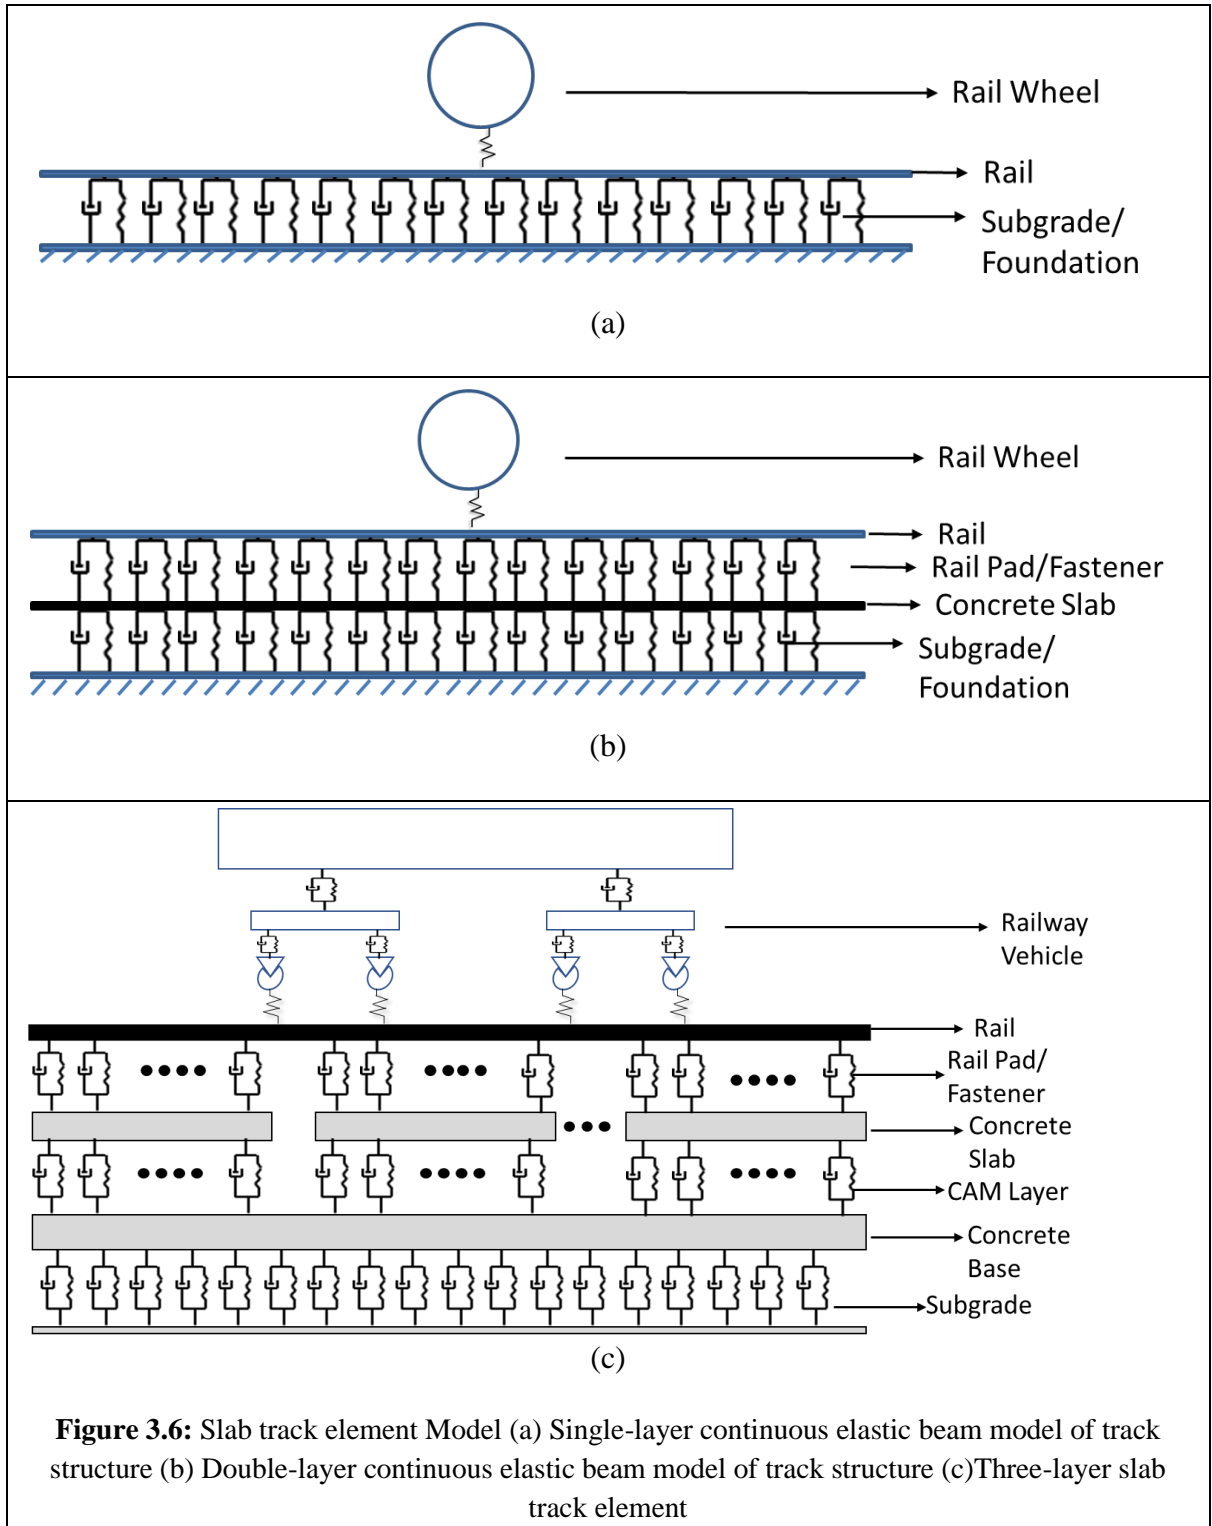 Rail Wheel
Rail
Subgrade/
Foundation
(a)
Rail Wheel
Rail
Rail Pad/Fastener
Concrete Slab
Subgrade/
Foundation
(b)
Railway
Vehicle
Rail
Rail Pad/
Fastener
Concrete
Slab
CAM Layer
Concrete
Base
Subgrade
(c)
Figure 3.6: Slab track element Model (a) Single-layer continuous elastic beam model of track
structure (b) Double-layer continuous elastic beam model of track structure (c)Three-layer slab
track element